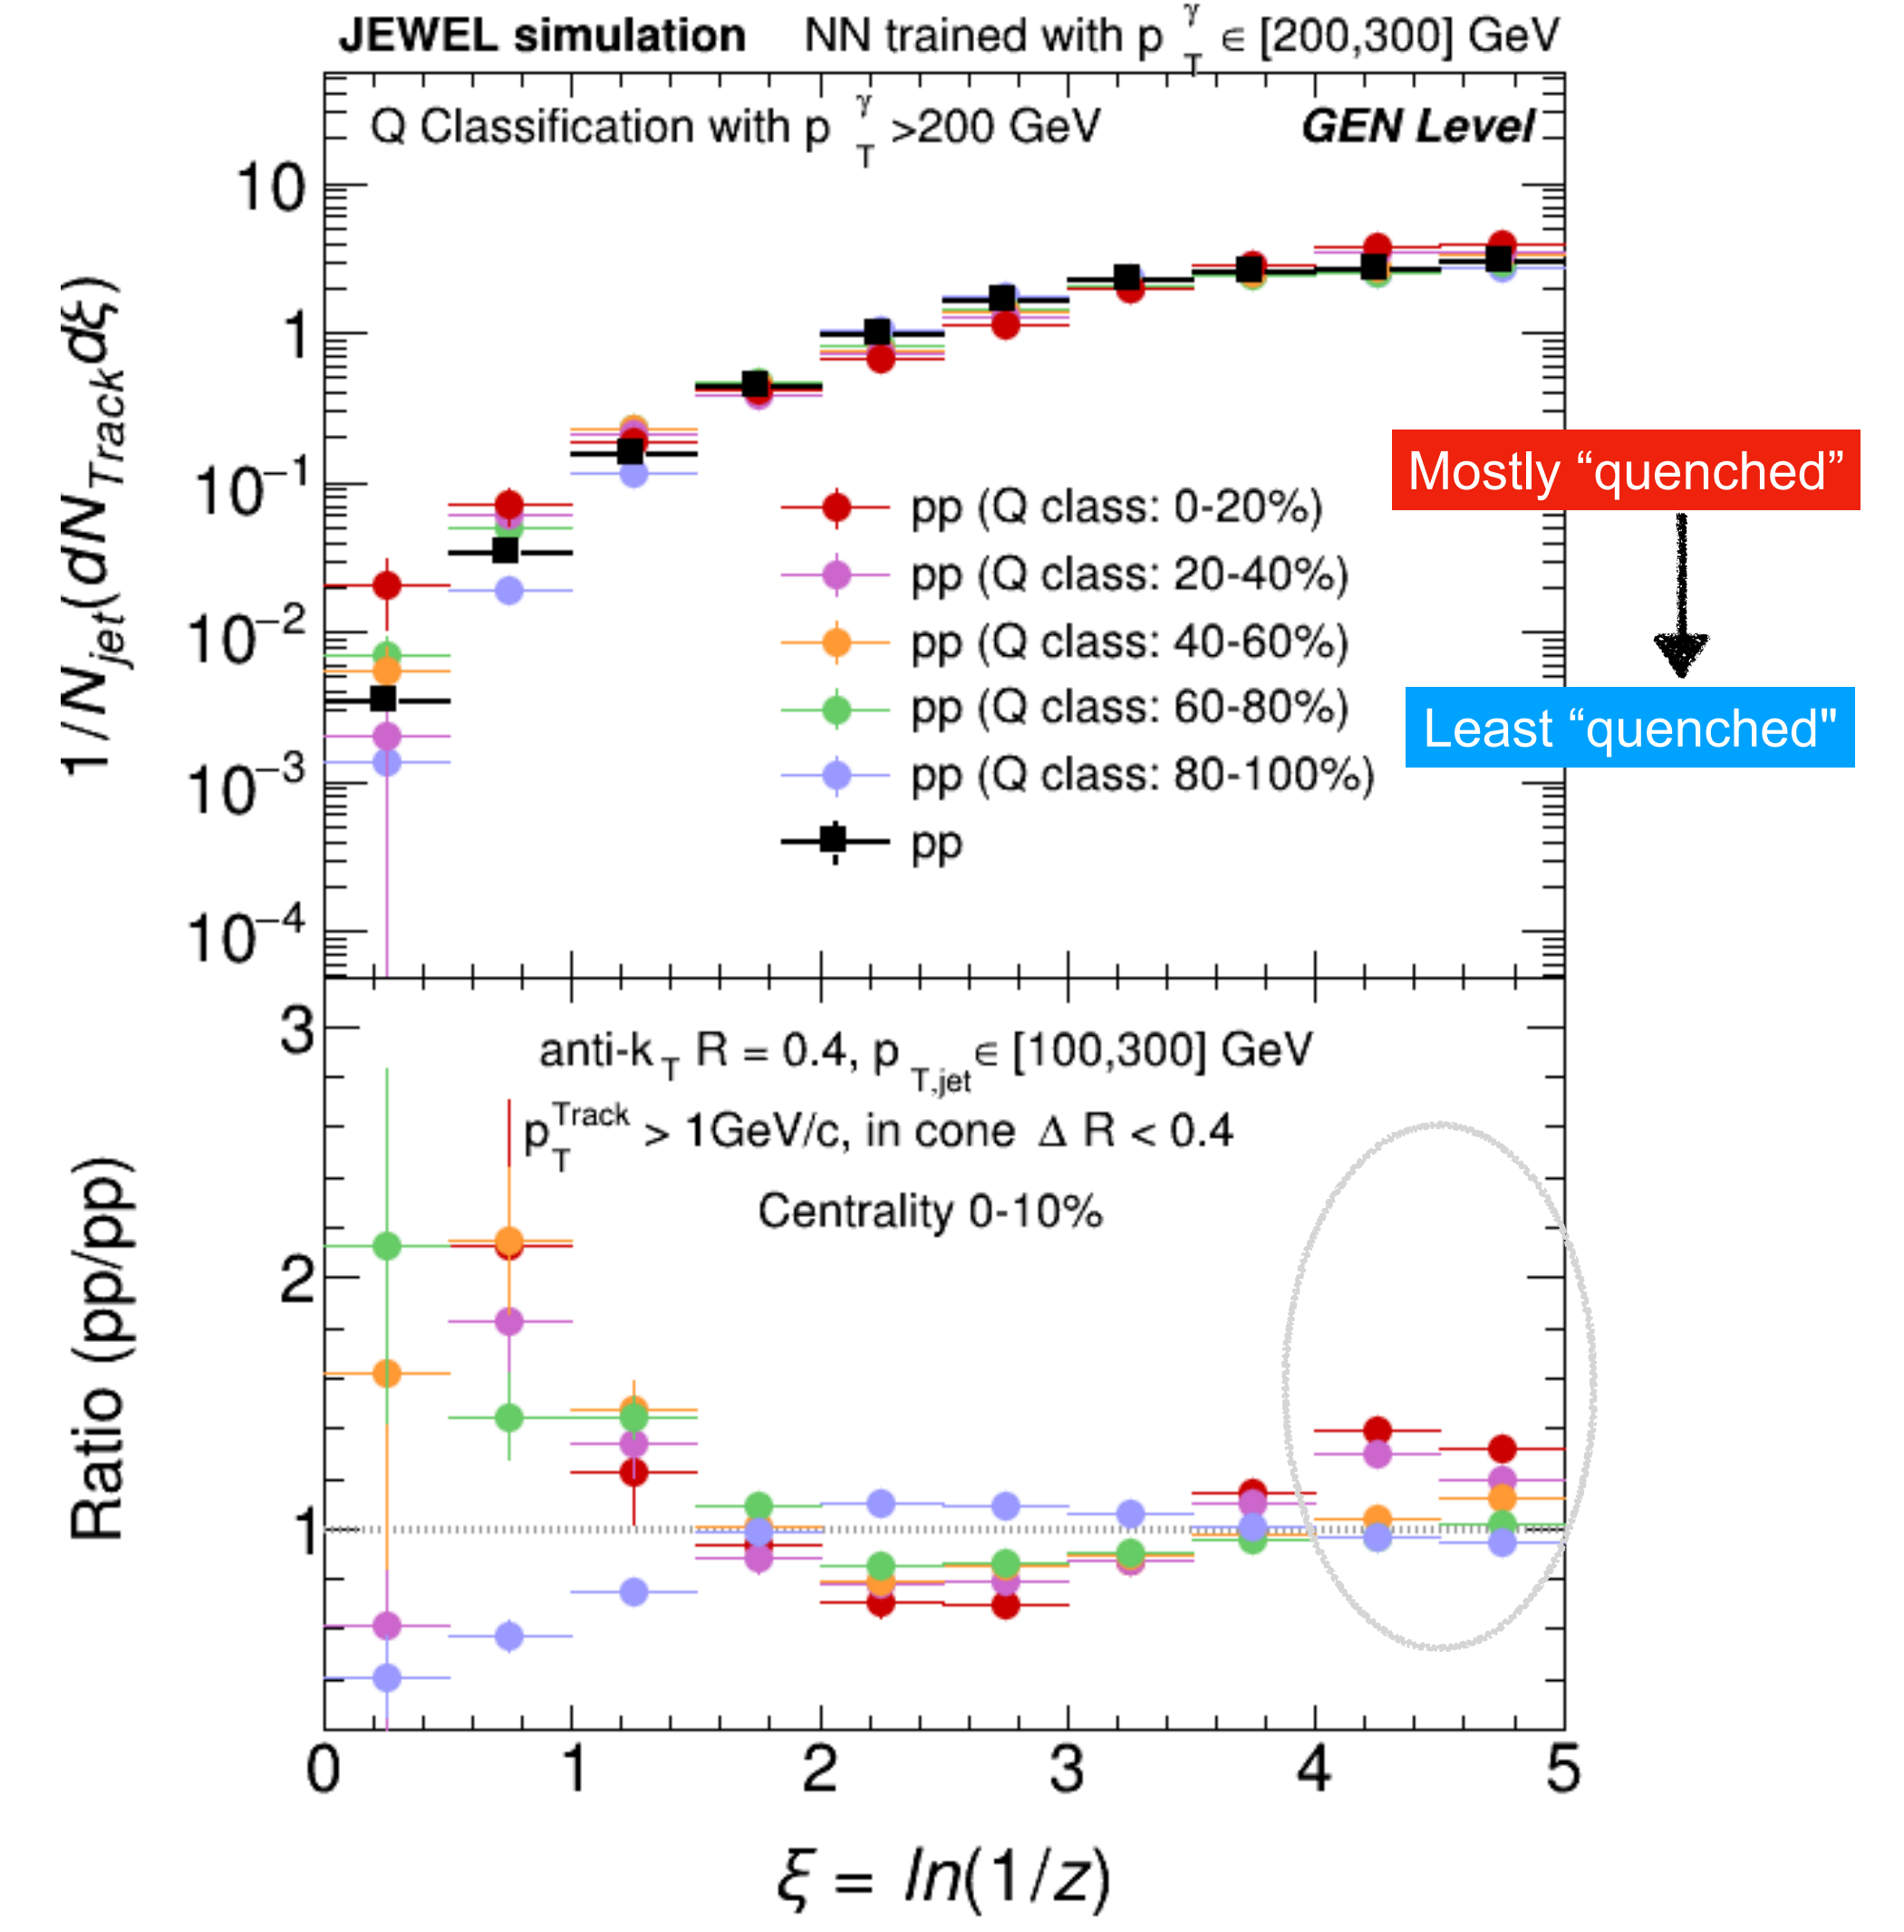 JEWEL simulation NN trained with p_T^γ ∈ [200,300] GeV
Q Classification with p_T^γ >200 GeV GEN Level
10
1
10⁻¹
10⁻²
10⁻³
10⁻⁴
1/N_jet(dN_Track dξ)
pp (Q class: 0-20%)
pp (Q class: 20-40%)
pp (Q class: 40-60%)
pp (Q class: 60-80%)
pp (Q class: 80-100%)
pp
Mostly “quenched”
Least “quenched"
anti-k_T R = 0.4, p_T,jet ∈ [100,300] GeV
p_T^Track > 1GeV/c, in cone Δ R < 0.4
Centrality 0-10%
3
2
1
Ratio (pp/pp)
0 1 2 3 4 5
ξ = ln(1/z)